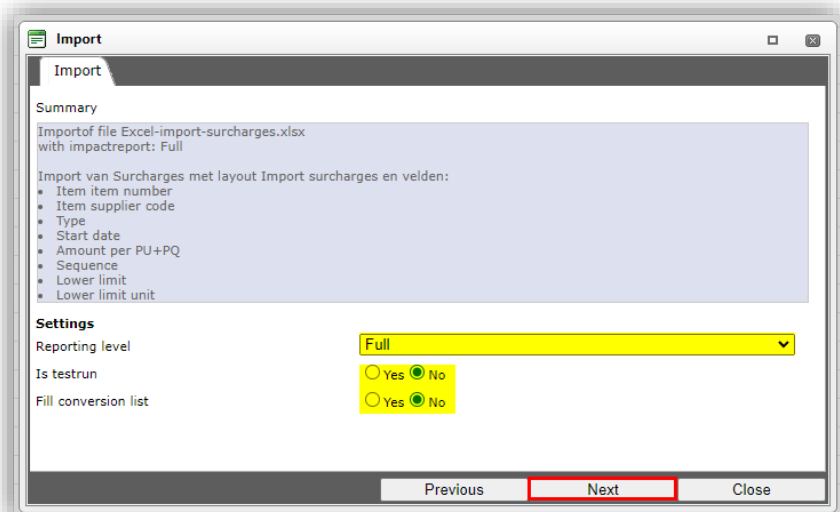 Import
Import
Summary
Importof file Excel-import-surcharges.xlsx
with impactreport: Full
Import van Surcharges met layout Import surcharges en velden:
• Item item number
• Item supplier code
• Type
• Start date
• Amount per PU+PQ
• Sequence
• Lower limit
• Lower limit unit
Settings
Reporting level Full
Is testrun Yes No
Fill conversion list Yes No
Previous Next Close